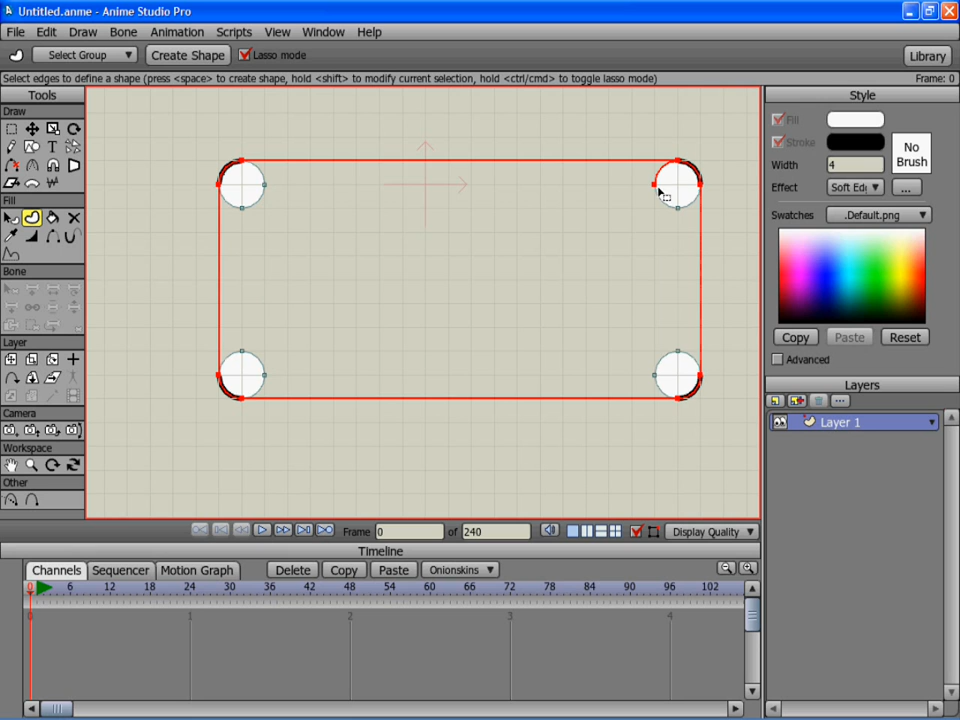 Untitled.anme - Anime Studio Pro
File Edit Draw Bone Animation Scripts View Window Help
Select Group Create Shape Lasso mode Library
Select edges to define a shape (press <space> to create shape, hold <shift> to modify current selection, hold <ctrl/cmd> to toggle lasso mode) Frame: 0
Tools
Draw
T
Fill
Bone
Layer
Camera
Workspace
Other
Style
Fill
Stroke
No Brush
Width 4
Effect Soft Edg ...
Swatches .Default.png
Copy Paste Reset
Advanced
Layers
Layer 1
Frame 0 of 240 Display Quality
Timeline
Channels Sequencer Motion Graph Delete Copy Paste Onionskins
0 6 12 18 24 30 36 42 48 54 60 66 72 78 84 90 96 102
0 1 2 3 4